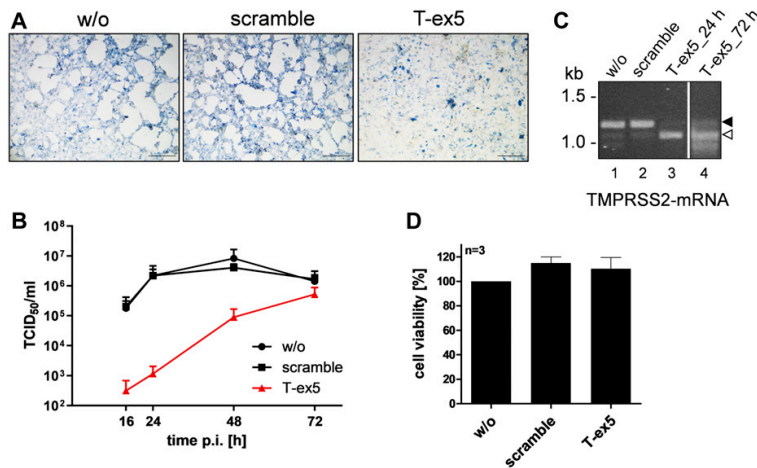 A
w/o
scramble
T-ex5
C
w/o
scramble
T-ex5_24 h
T-ex5_72 h
kb
1.5 -
1.0 -
1 2 3 4
TMPRSS2-mRNA
B
TCID50/ml
10^8
10^7
10^6
10^5
10^4
10^3
10^2
w/o
scramble
T-ex5
16 24 48 72
time p.i. [h]
D
n=3
cell viability [%]
120
100
80
60
40
20
0
w/o
scramble
T-ex5